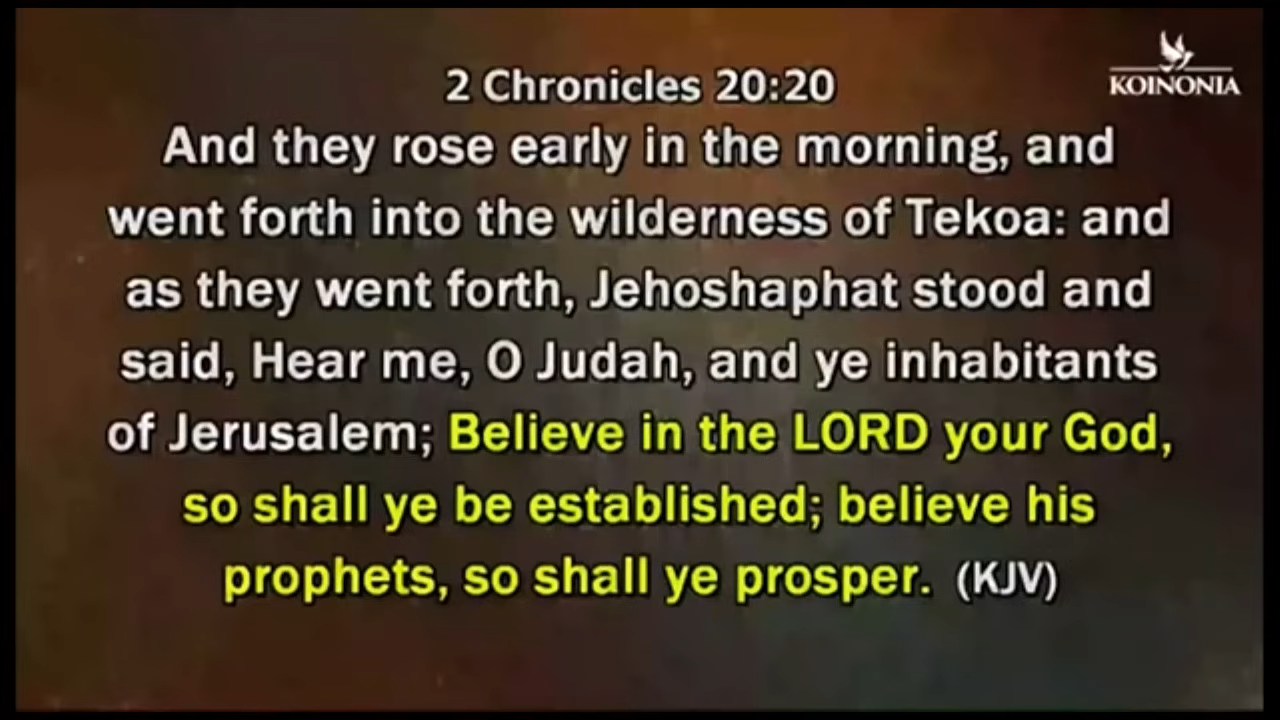 2 Chronicles 20:20
KOINONIA
And they rose early in the morning, and
went forth into the wilderness of Tekoa: and
as they went forth, Jehoshaphat stood and
said, Hear me, O Judah, and ye inhabitants
of Jerusalem; Believe in the LORD your God,
so shall ye be established; believe his
prophets, so shall ye prosper. (KJV)